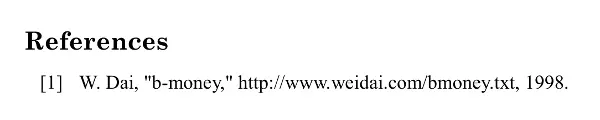 References
[1] W. Dai, "b-money," http://www.weidai.com/bmoney.txt, 1998.